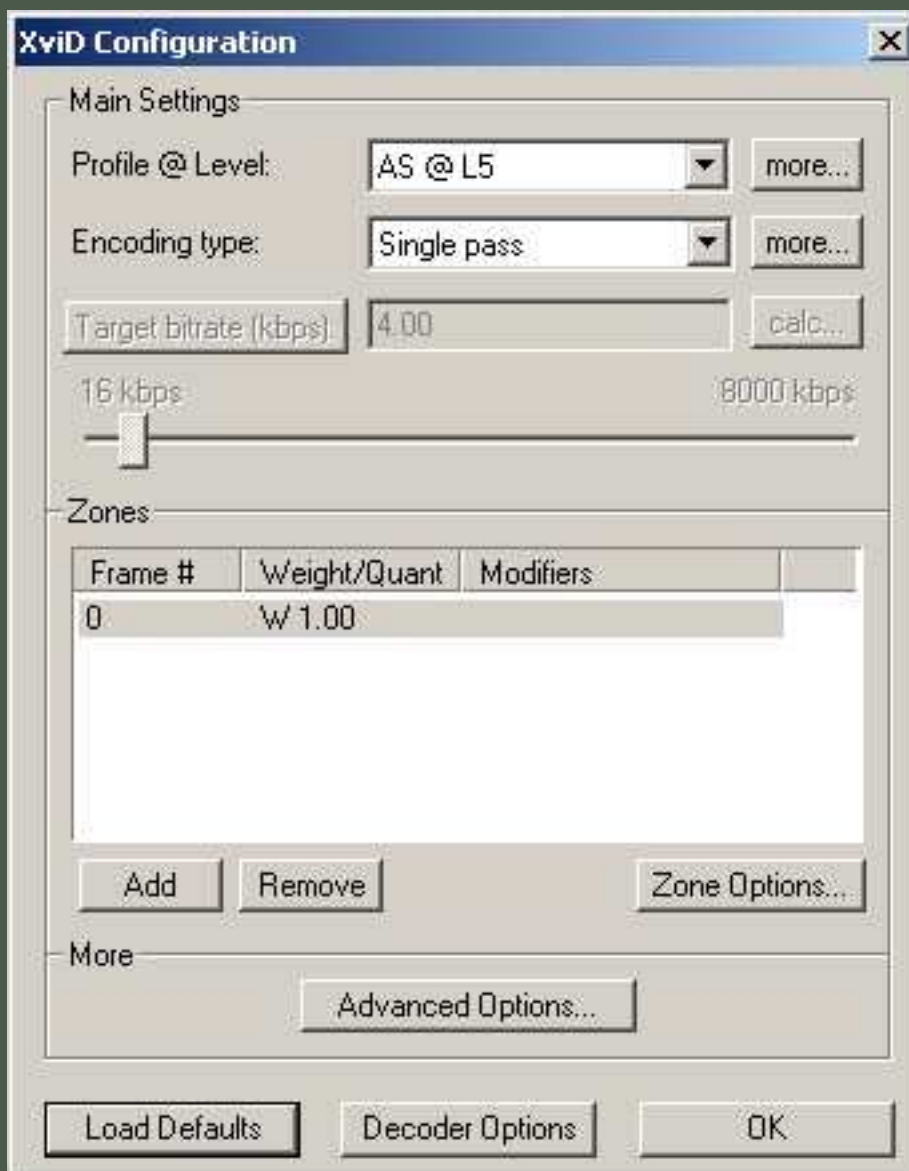 XviD Configuration
Main Settings
Profile @ Level: AS @ L5 more...
Encoding type: Single pass more...
Target bitrate (kbps) 4.00 calc...
16 kbps 8000 kbps
Zones
Frame # Weight/Quant Modifiers
0 W 1.00
Add Remove Zone Options...
More
Advanced Options...
Load Defaults Decoder Options OK